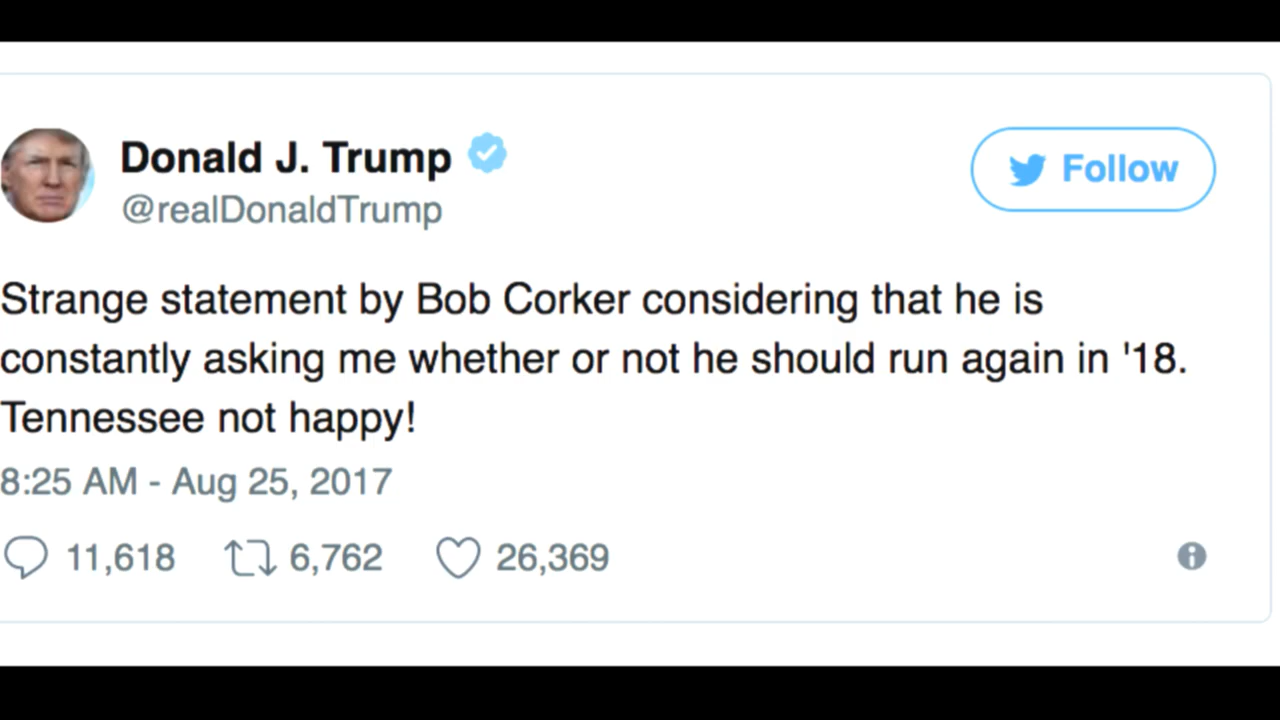 Donald J. Trump
Follow
@realDonaldTrump
Strange statement by Bob Corker considering that he is
constantly asking me whether or not he should run again in '18.
Tennessee not happy!
8:25 AM - Aug 25, 2017
11,618 6,762 26,369